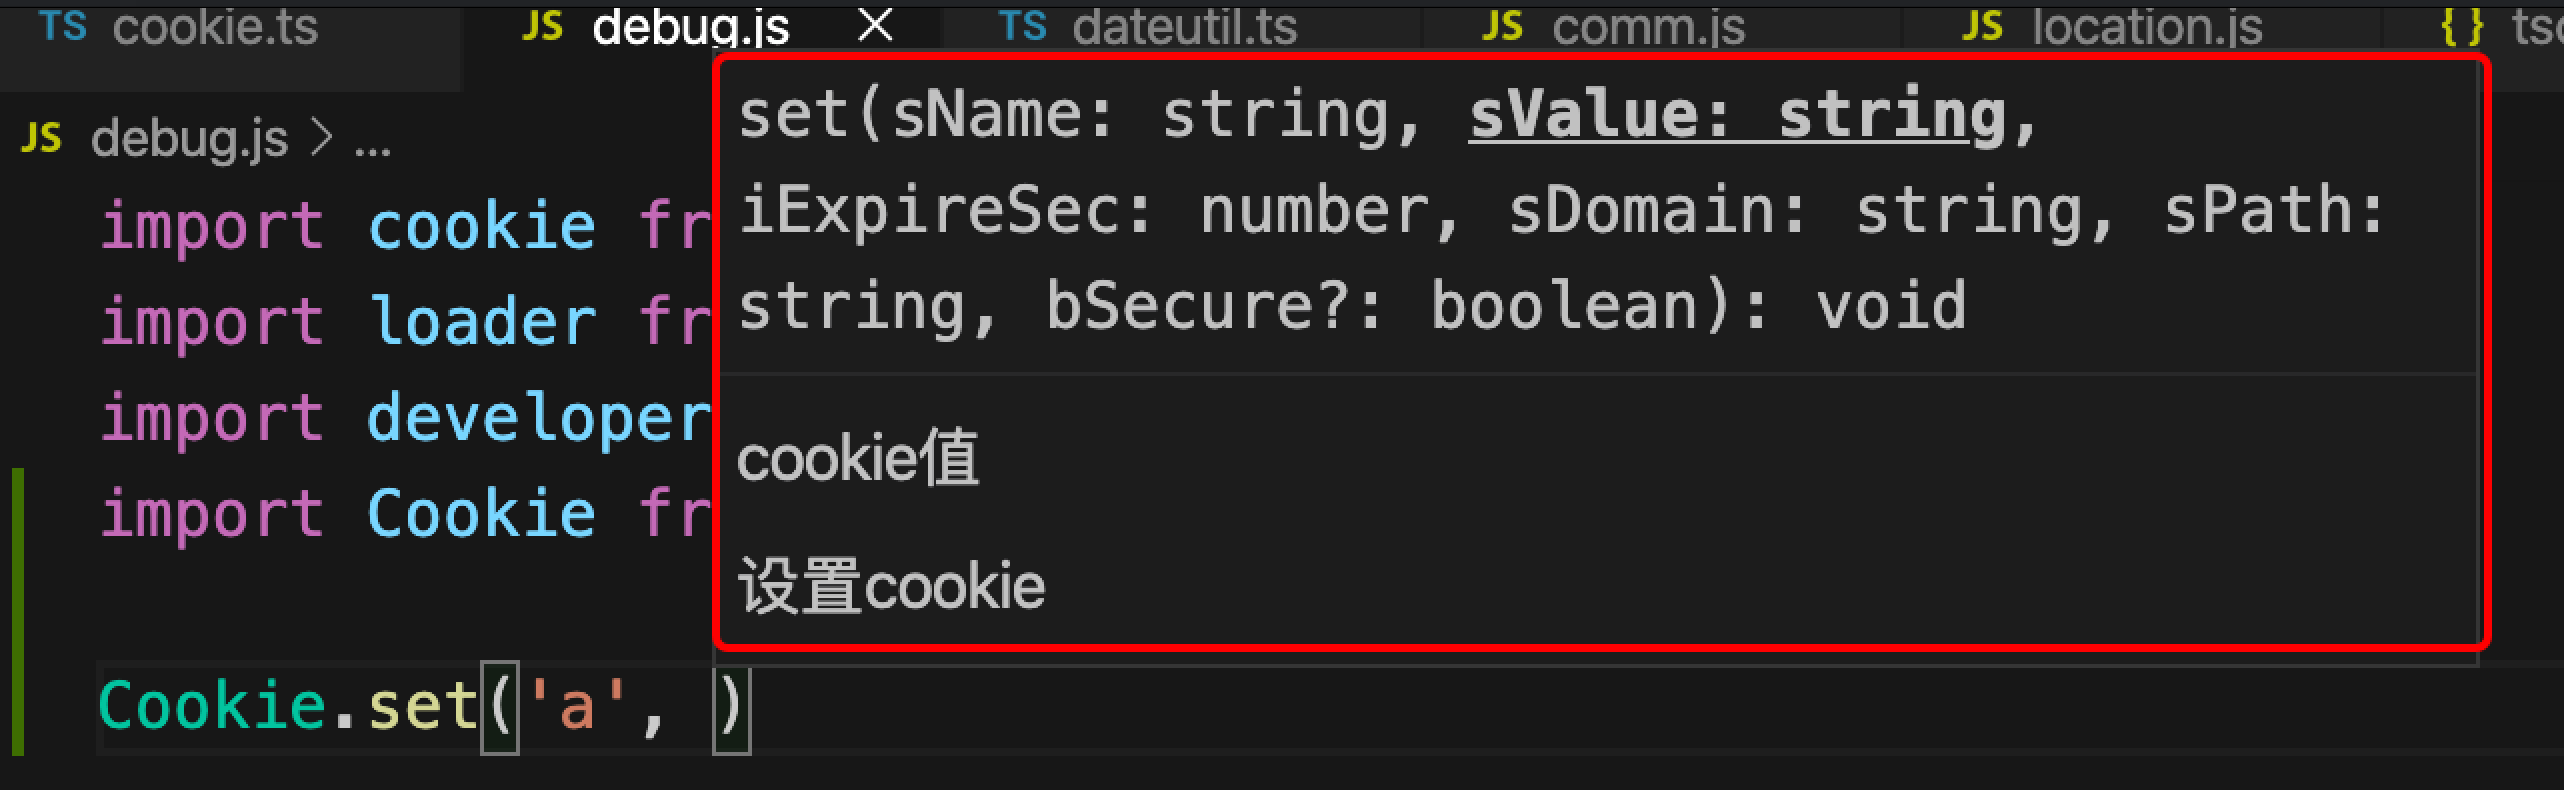 TS cookie.ts JS debug.js TS dateutil.ts JS comm.js JS location.js {}
JS debug.js > ...
set(sName: string, sValue: string,
iExpireSec: number, sDomain: string, sPath:
string, bSecure?: boolean): void
cookie值
设置cookie
import cookie fr
import loader fr
import developer
import Cookie fr
Cookie.set('a', )